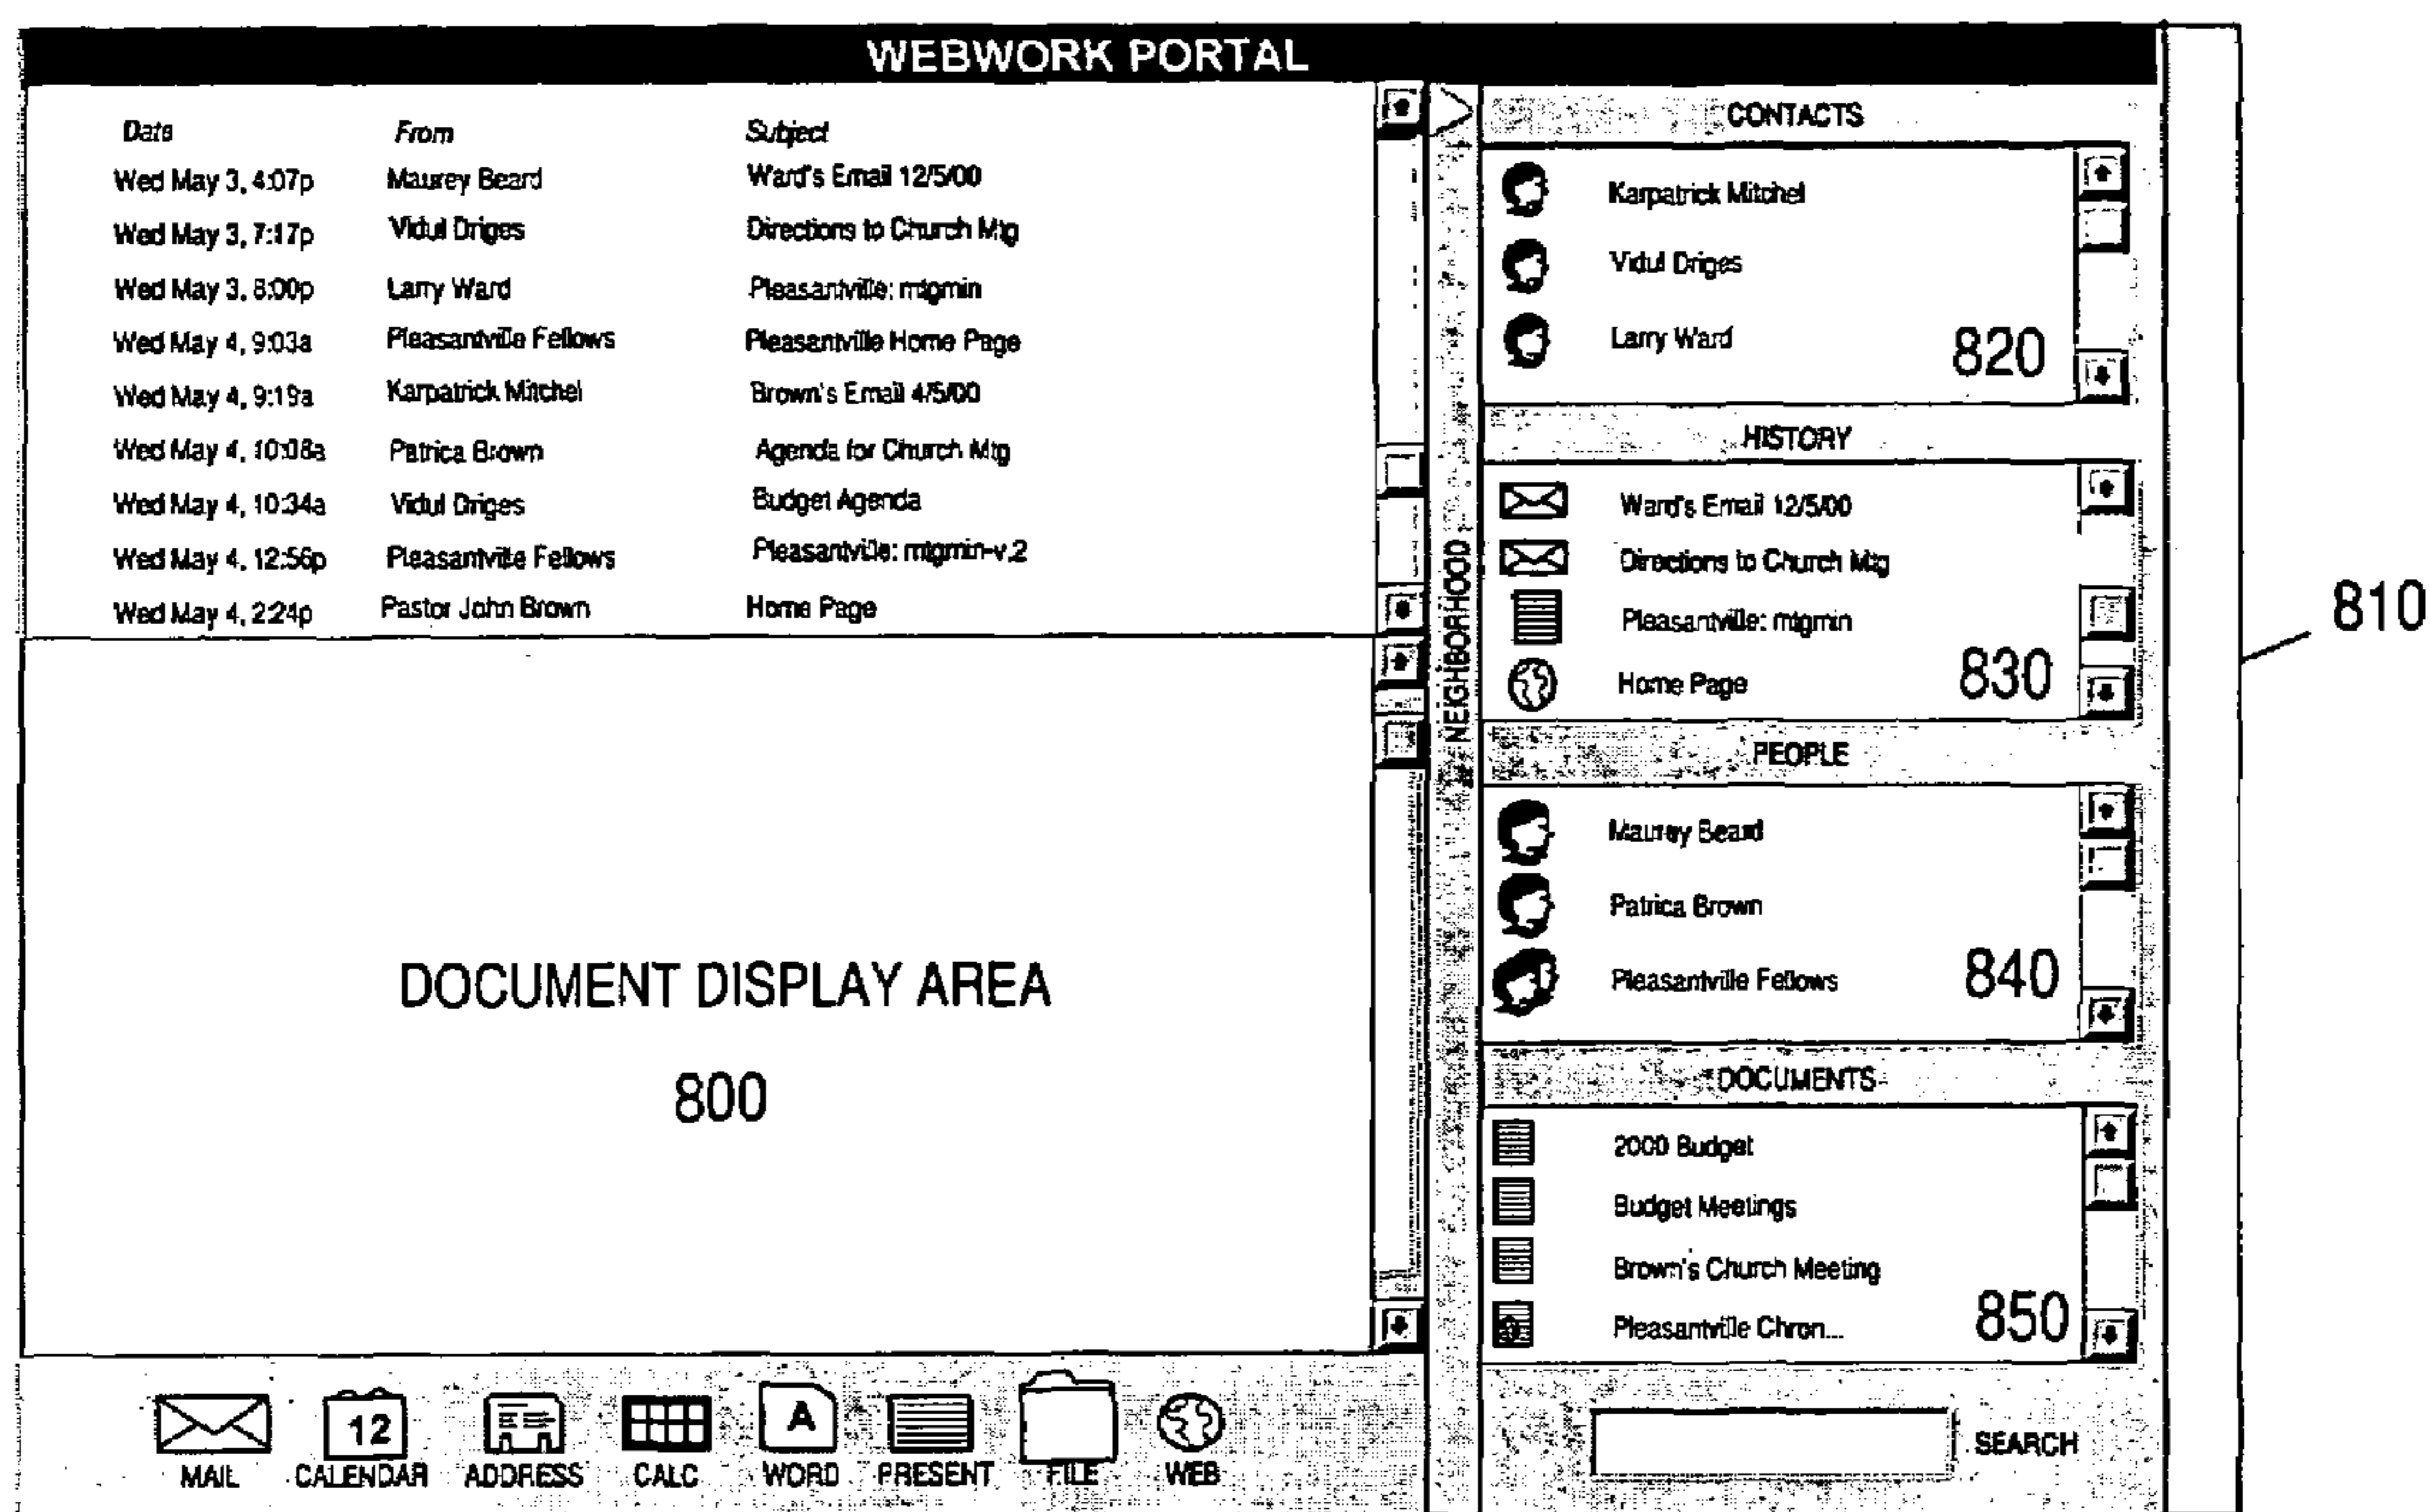 WEBWORK PORTAL
Date From Subject
Wed May 3, 4:07p Maurey Beard Ward's Email 12/5/00
Wed May 3, 7:17p Vidul Driges Directions to Church Mtg
Wed May 3, 8:00p Larry Ward Pleasantville: mtgmin
Wed May 4, 9:03a Pleasantville Fellows Pleasantville Home Page
Wed May 4, 9:19a Karpatrick Mitchel Brown's Email 4/5/00
Wed May 4, 10:08a Patrica Brown Agenda for Church Mtg
Wed May 4, 10:34a Vidul Driges Budget Agenda
Wed May 4, 12:56p Pleasantville Fellows Pleasantville: mtgmin-v.2
Wed May 4, 2:24p Pastor John Brown Home Page
DOCUMENT DISPLAY AREA
800
MAIL CALENDAR ADDRESS CALC WORD PRESENT FILE WEB
12
A
NEIGHBORHOOD
CONTACTS
Karpatrick Mitchel
Vidul Driges
Larry Ward
820
HISTORY
Ward's Email 12/5/00
Directions to Church Mtg
Pleasantville: mtgmin
Home Page
830
PEOPLE
Maurey Beard
Patrica Brown
Pleasantville Fellows
840
DOCUMENTS
2000 Budget
Budget Meetings
Brown's Church Meeting
Pleasantville Chron...
850
SEARCH
810